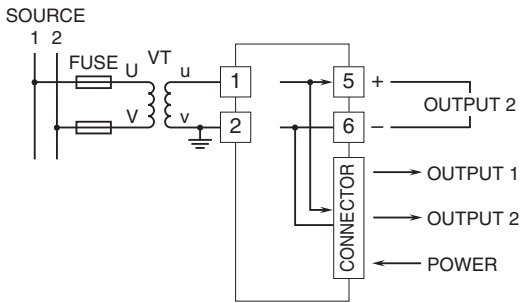 SOURCE
1 2
FUSE
VT
U
u
1
5
+
OUTPUT 2
V
v
2
6
–
CONNECTOR
OUTPUT 1
OUTPUT 2
POWER